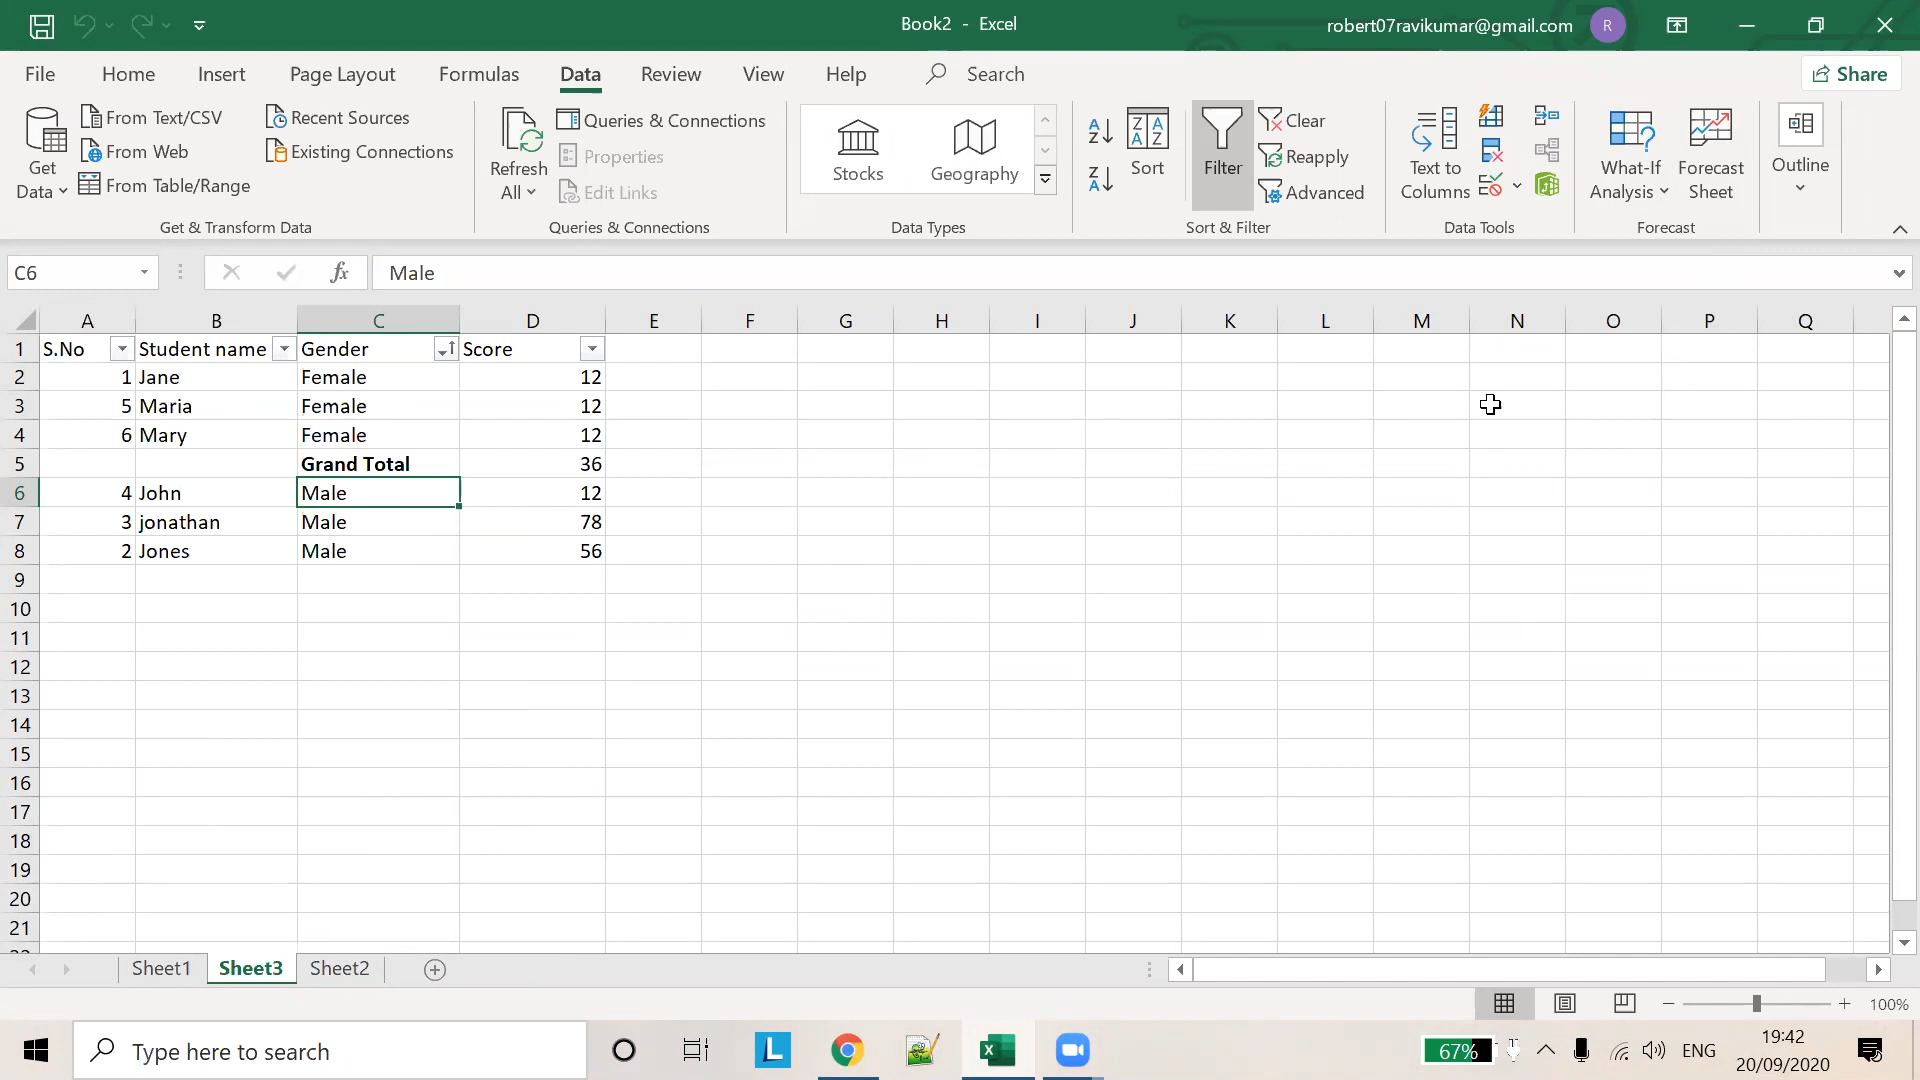 Book2 - Excel
robert07ravikumar@gmail.com
R
File Home Insert Page Layout Formulas Data Review View Help Search Share
Get Data
From Text/CSV
From Web
From Table/Range
Recent Sources
Existing Connections
Get & Transform Data
Refresh All
Queries & Connections
Properties
Edit Links
Queries & Connections
Stocks
Geography
Data Types
Sort
Filter
Clear
Reapply
Advanced
Sort & Filter
Text to Columns
Data Tools
What-If Analysis
Forecast Sheet
Forecast
Outline
C6 fx Male
A B C D E F G H I J K L M N O P Q
1 S.No Student name Gender Score
2 1 Jane Female 12
3 5 Maria Female 12
4 6 Mary Female 12
5 Grand Total 36
6 4 John Male 12
7 3 jonathan Male 78
8 2 Jones Male 56
9
10
11
12
13
14
15
16
17
18
19
20
21
Sheet1 Sheet3 Sheet2
100%
Type here to search
L
67%
ENG
19:42
20/09/2020